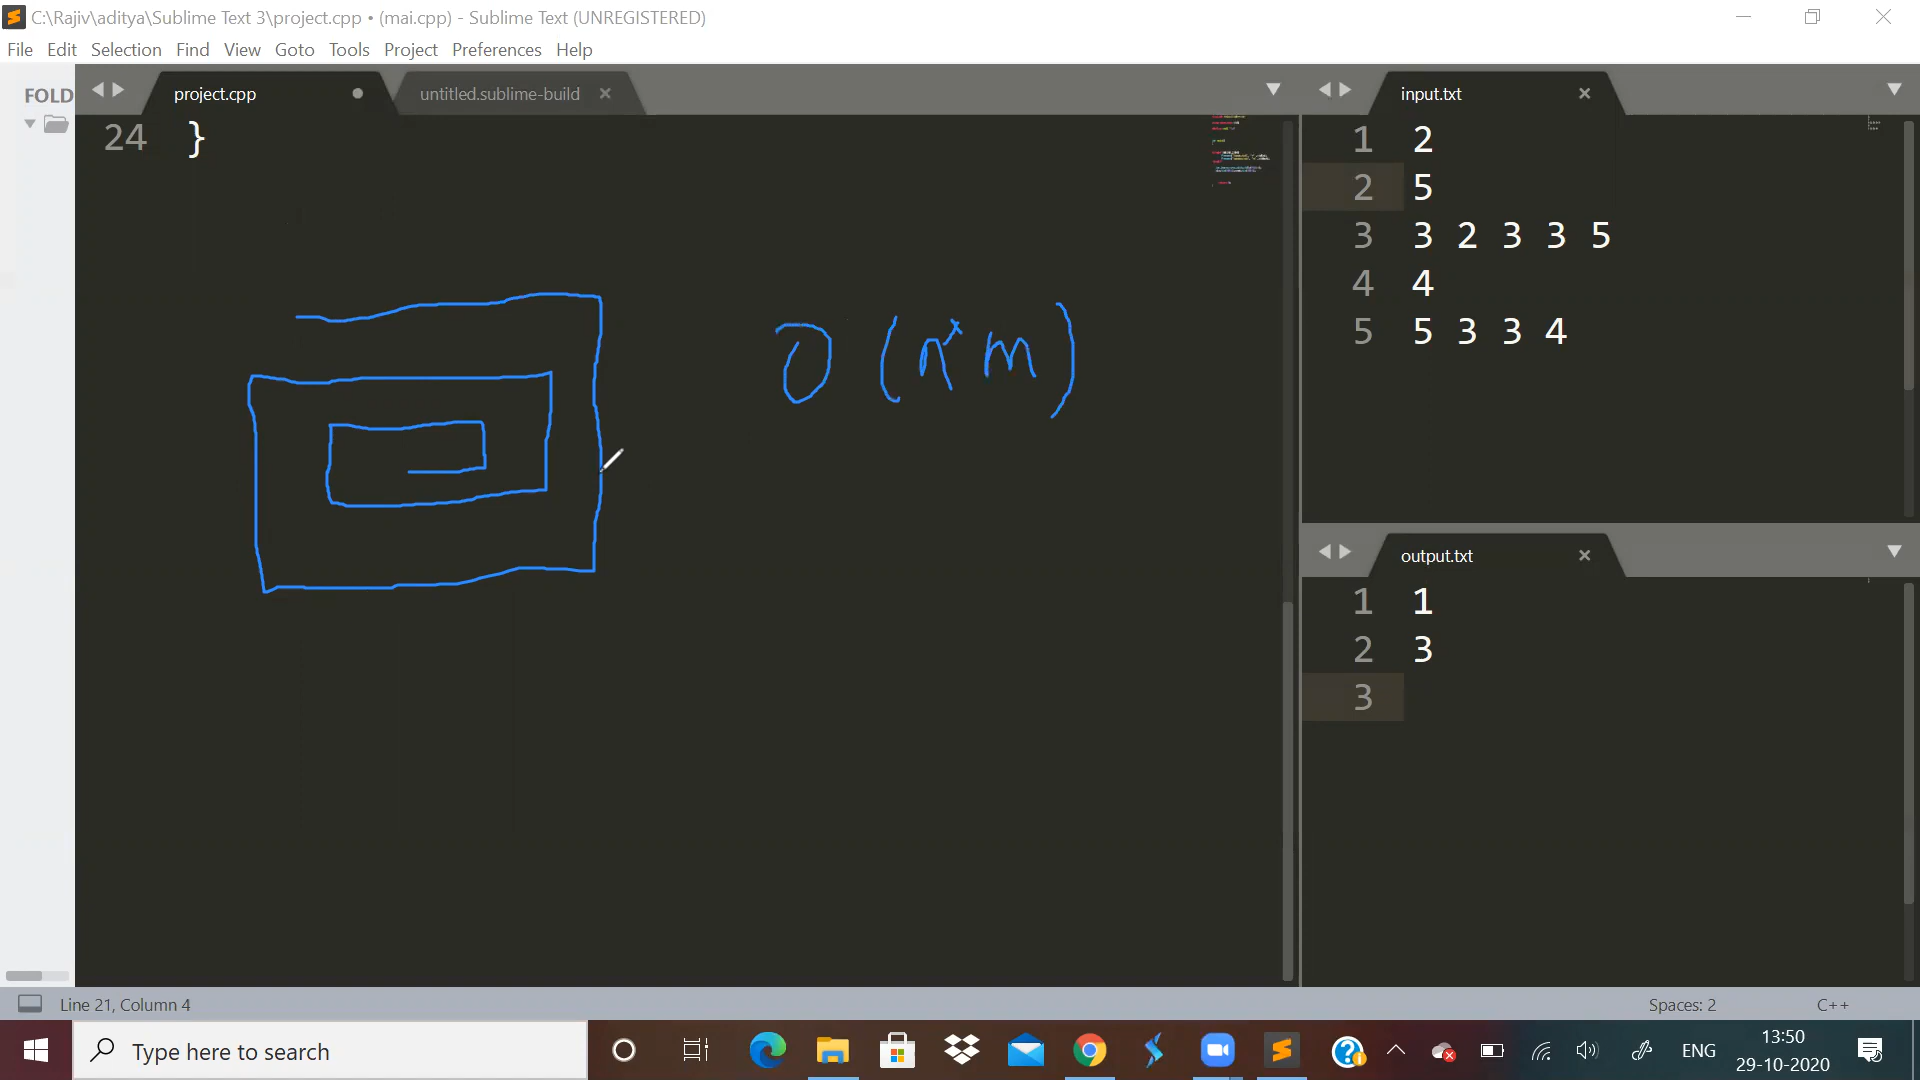 C:\Rajiv\aditya\Sublime Text 3\project.cpp • (mai.cpp) - Sublime Text (UNREGISTERED)
File Edit Selection Find View Goto Tools Project Preferences Help
FOLD
project.cpp
untitled.sublime-build
24 }
O (n*m)
input.txt
1 2
2 5
3 3 2 3 3 5
4 4
5 5 3 3 4
output.txt
1 1
2 3
3
Line 21, Column 4
Spaces: 2
C++
Type here to search
ENG
13:50
29-10-2020